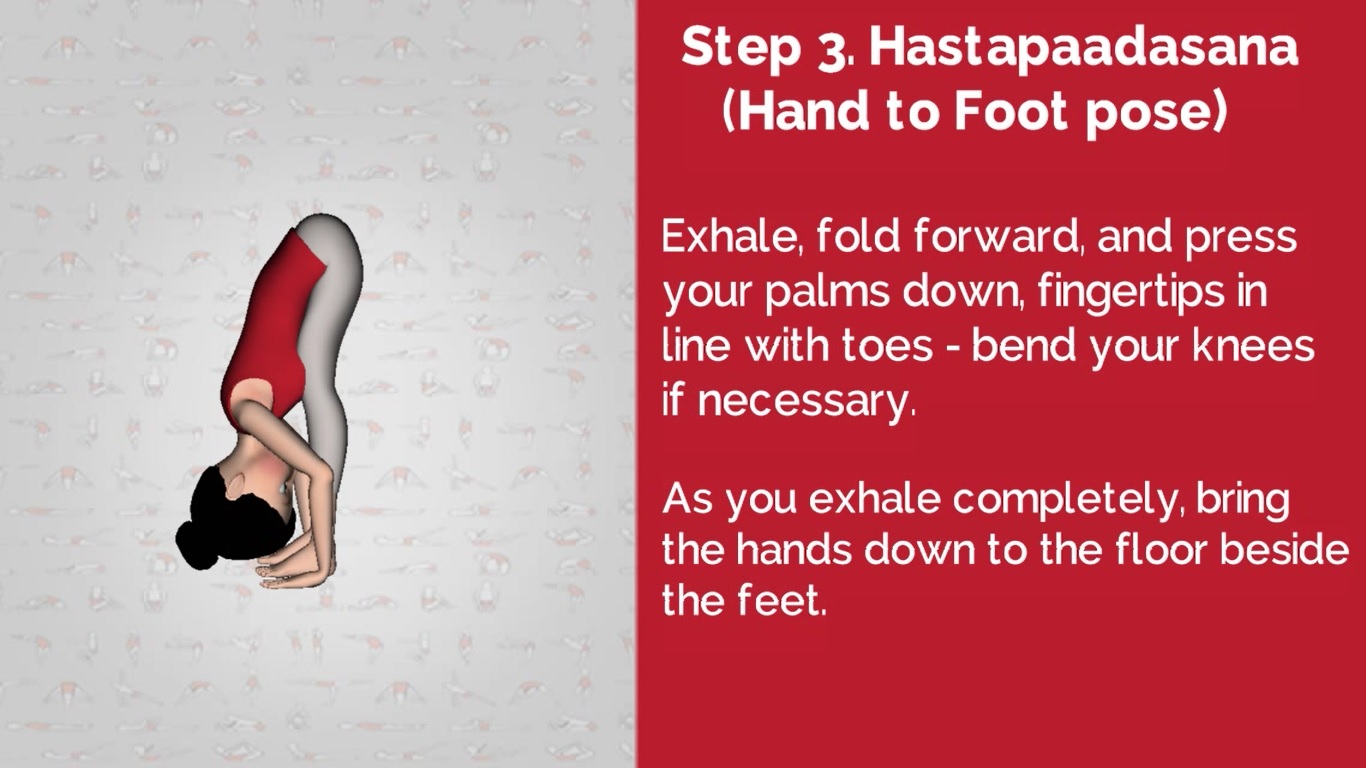 Step 3. Hastapaadasana
(Hand to Foot pose)
Exhale, fold forward, and press
your palms down, fingertips in
line with toes - bend your knees
if necessary.
As you exhale completely, bring
the hands down to the floor beside
the feet.